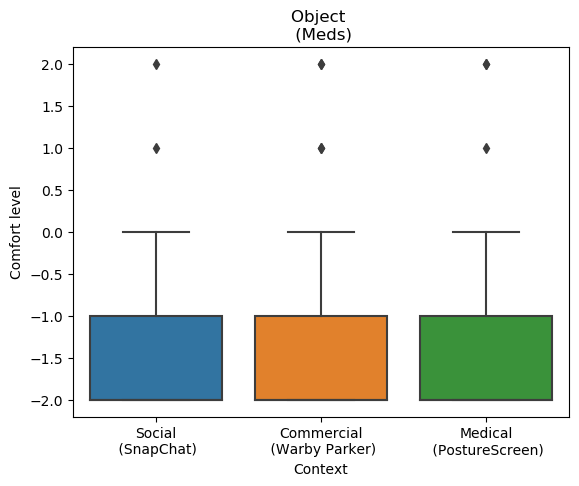 Object
(Meds)
Comfort level
2.0
1.5
1.0
0.5
0.0
−0.5
−1.0
−1.5
−2.0
Social Commercial Medical
(SnapChat) (Warby Parker) (PostureScreen)
Context